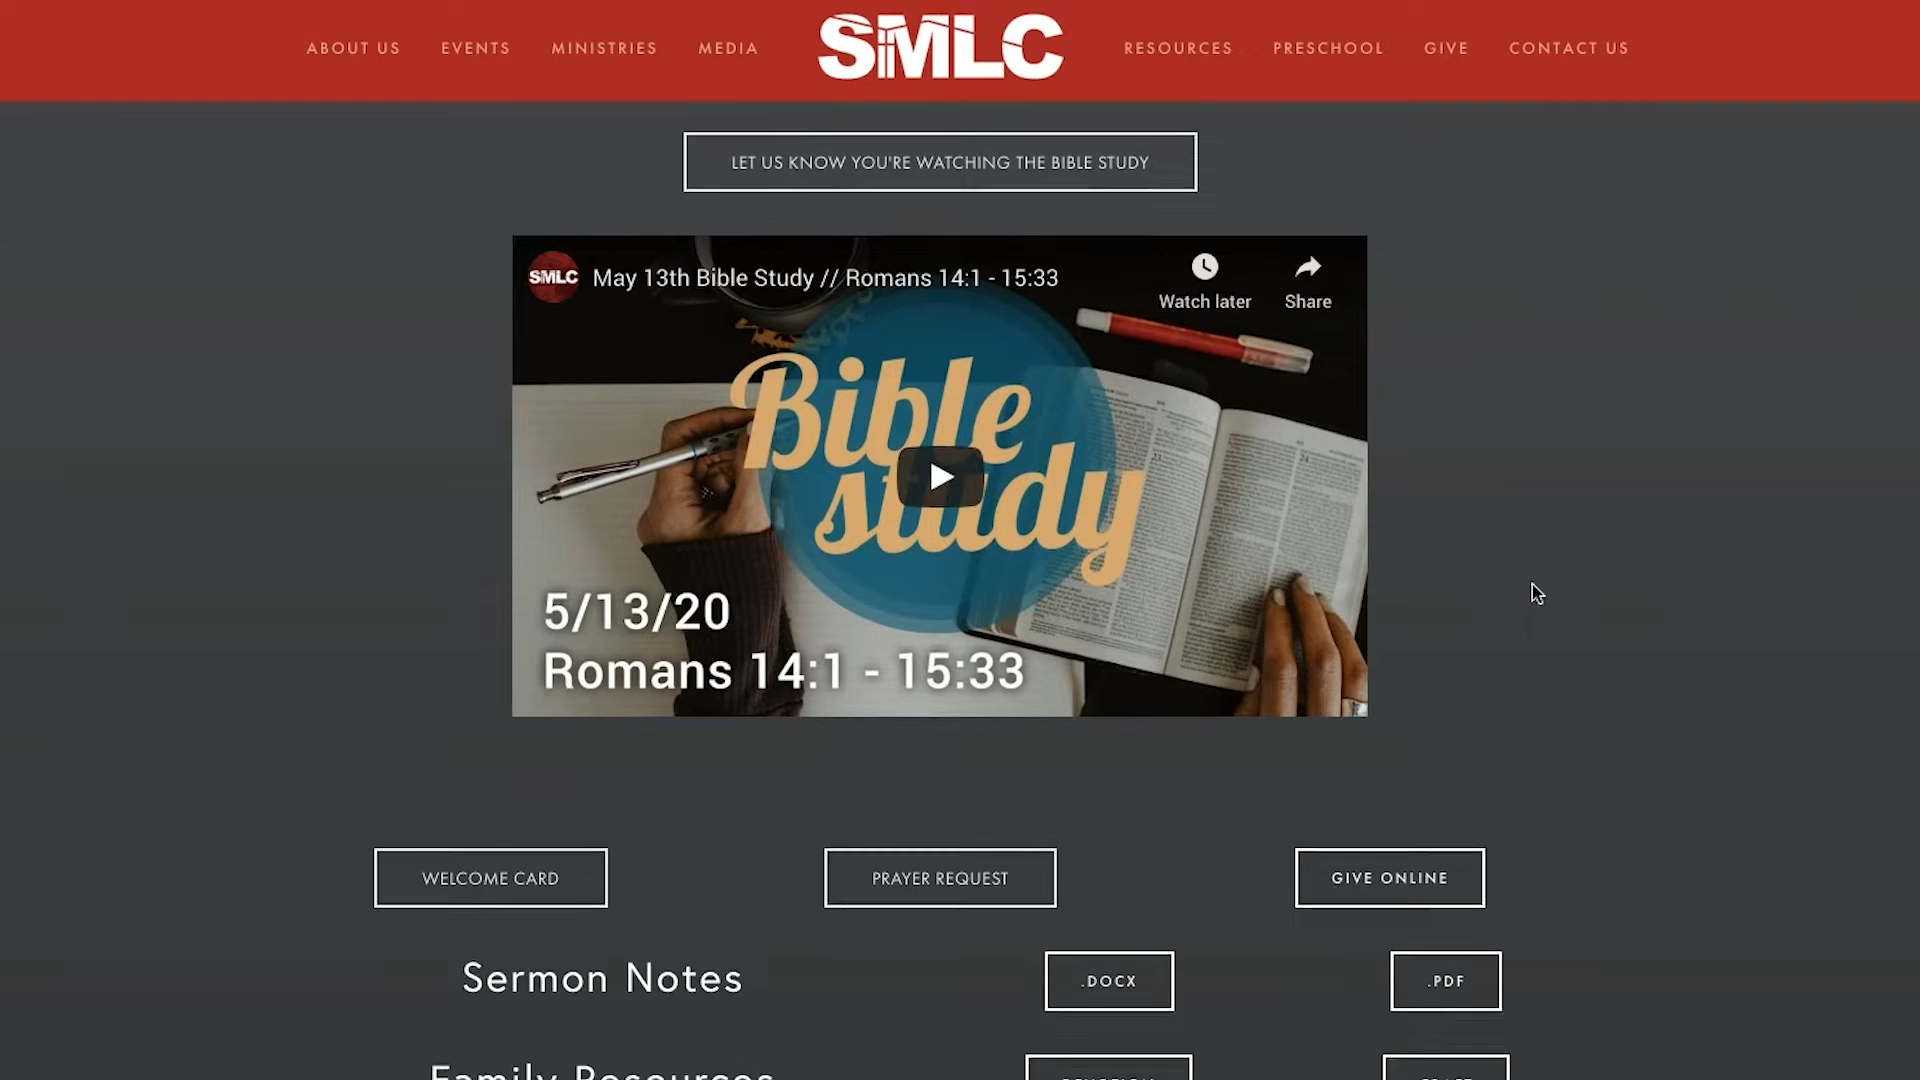 ABOUT US
EVENTS
MINISTRIES
MEDIA
SMLC
RESOURCES
PRESCHOOL
GIVE
CONTACT US
LET US KNOW YOU'RE WATCHING THE BIBLE STUDY
SMLC
May 13th Bible Study // Romans 14:1 - 15:33
Watch later
Share
Bible
study
5/13/20
Romans 14:1 - 15:33
WELCOME CARD
PRAYER REQUEST
GIVE ONLINE
Sermon Notes
.DOCX
.PDF
Family Resources